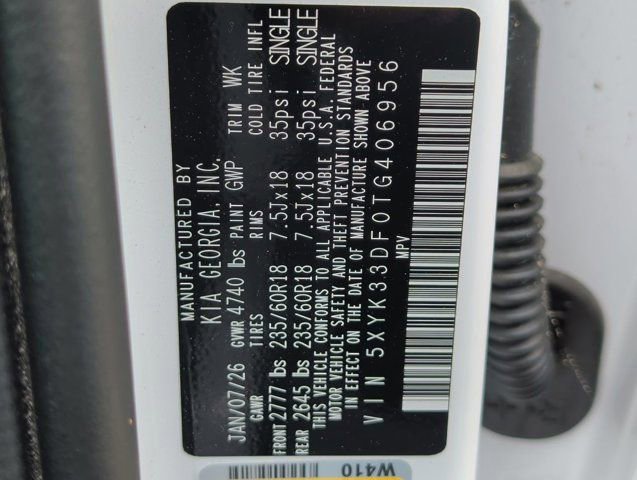 MANUFACTURED BY
KIA GEORGIA, INC.
JAN/07/26 GVWR 4740 lbs PAINT GWP TRIM WK
GAWR TIRES RIMS COLD TIRE INFL
FRONT 2777 lbs 235/60R18 7.5Jx18 35psi SINGLE
REAR 2645 lbs 235/60R18 7.5Jx18 35psi SINGLE
THIS VEHICLE CONFORMS TO ALL APPLICABLE U.S.A. FEDERAL
MOTOR VEHICLE SAFETY AND THEFT PREVENTION STANDARDS
IN EFFECT ON THE DATE OF MANUFACTURE SHOWN ABOVE
VIN 5XYK33DF0TG406956
MPV
W410